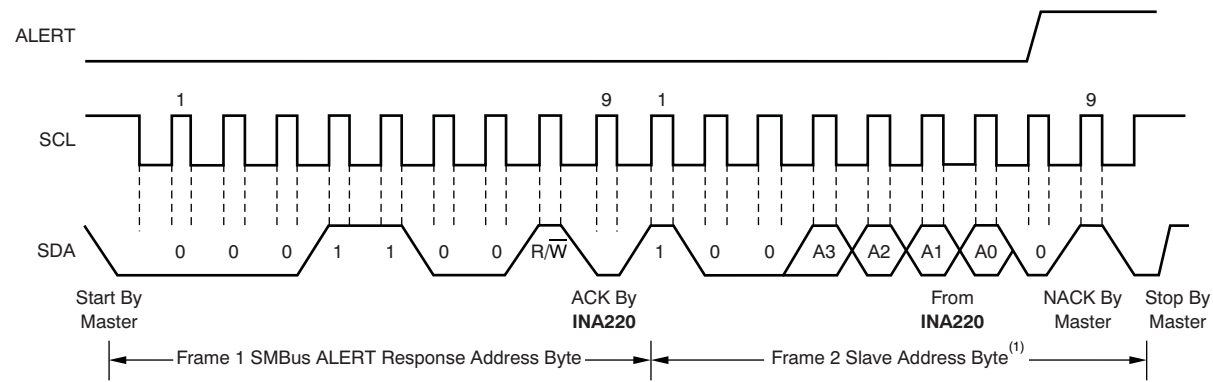 ALERT
1 9 1 9
SCL
SDA 0 0 0 1 1 0 0 R/W 1 0 0 A3 A2 A1 A0 0
Start By
Master
ACK By
INA220
From
INA220
NACK By
Master
Stop By
Master
Frame 1 SMBus ALERT Response Address Byte
Frame 2 Slave Address Byte(1)